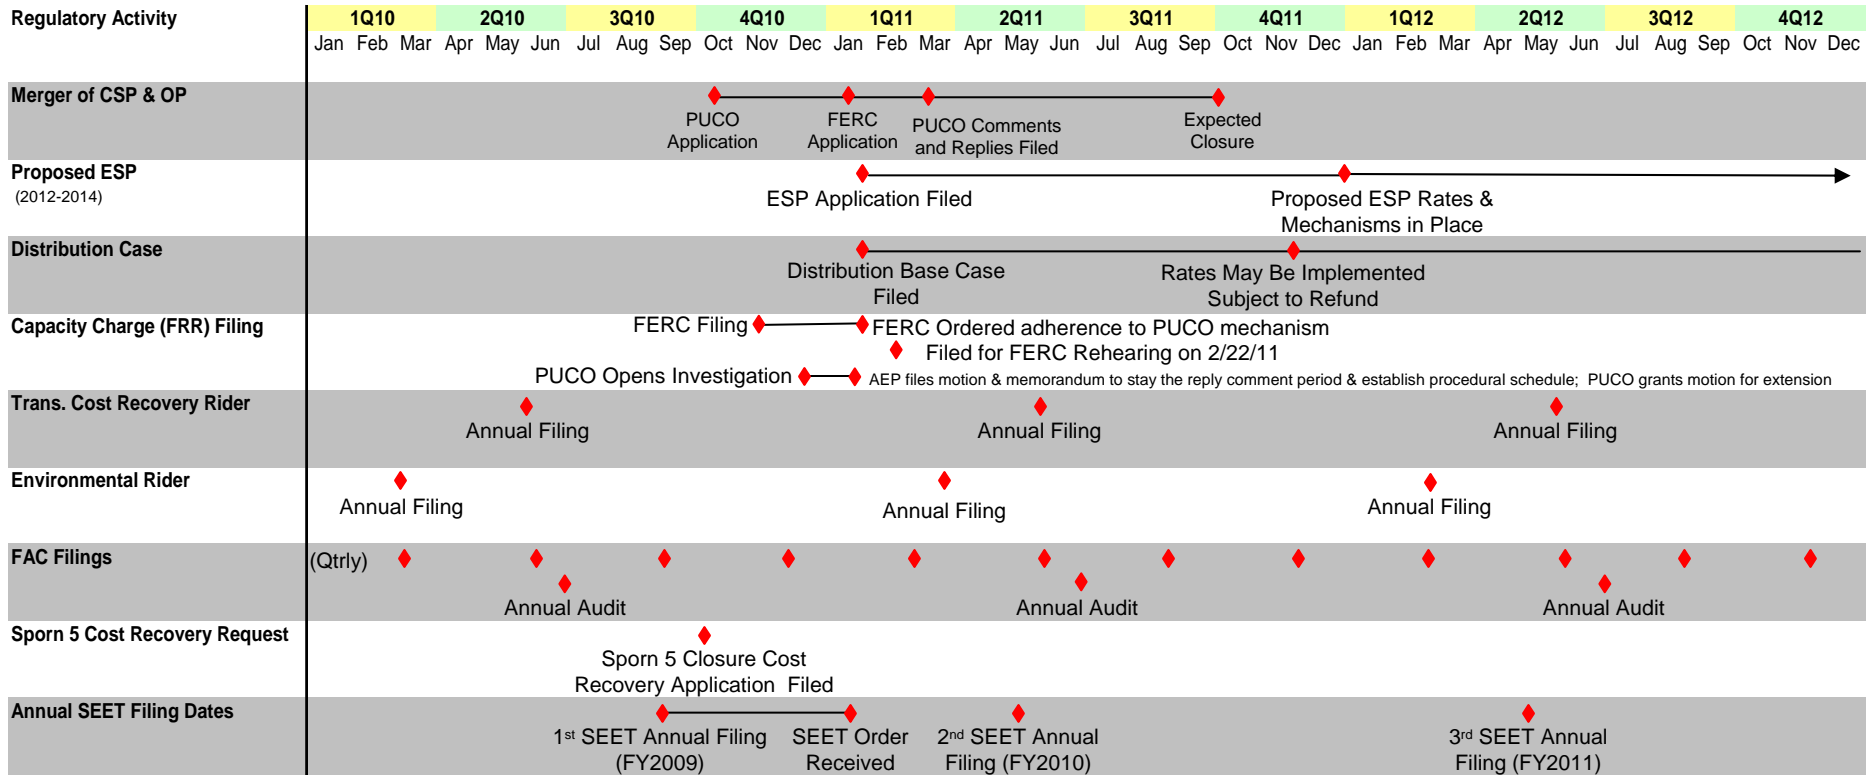 Regulatory Activity
1Q10 2Q10 3Q10 4Q10 1Q11 2Q11 3Q11 4Q11 1Q12 2Q12 3Q12 4Q12
Jan Feb Mar Apr May Jun Jul Aug Sep Oct Nov Dec Jan Feb Mar Apr May Jun Jul Aug Sep Oct Nov Dec Jan Feb Mar Apr May Jun Jul Aug Sep Oct Nov Dec
Merger of CSP & OP
PUCO
Application
FERC
Application
PUCO Comments
and Replies Filed
Expected
Closure
Proposed ESP
(2012-2014)
ESP Application Filed
Proposed ESP Rates &
Mechanisms in Place
Distribution Case
Distribution Base Case
Filed
Rates May Be Implemented
Subject to Refund
Capacity Charge (FRR) Filing
FERC Filing
FERC Ordered adherence to PUCO mechanism
Filed for FERC Rehearing on 2/22/11
PUCO Opens Investigation
AEP files motion & memorandum to stay the reply comment period & establish procedural schedule; PUCO grants motion for extension
Trans. Cost Recovery Rider
Annual Filing
Annual Filing
Annual Filing
Environmental Rider
Annual Filing
Annual Filing
Annual Filing
FAC Filings
(Qtrly)
Annual Audit
Annual Audit
Annual Audit
Sporn 5 Cost Recovery Request
Sporn 5 Closure Cost
Recovery Application Filed
Annual SEET Filing Dates
1st SEET Annual Filing
(FY2009)
SEET Order
Received
2nd SEET Annual
Filing (FY2010)
3rd SEET Annual
Filing (FY2011)